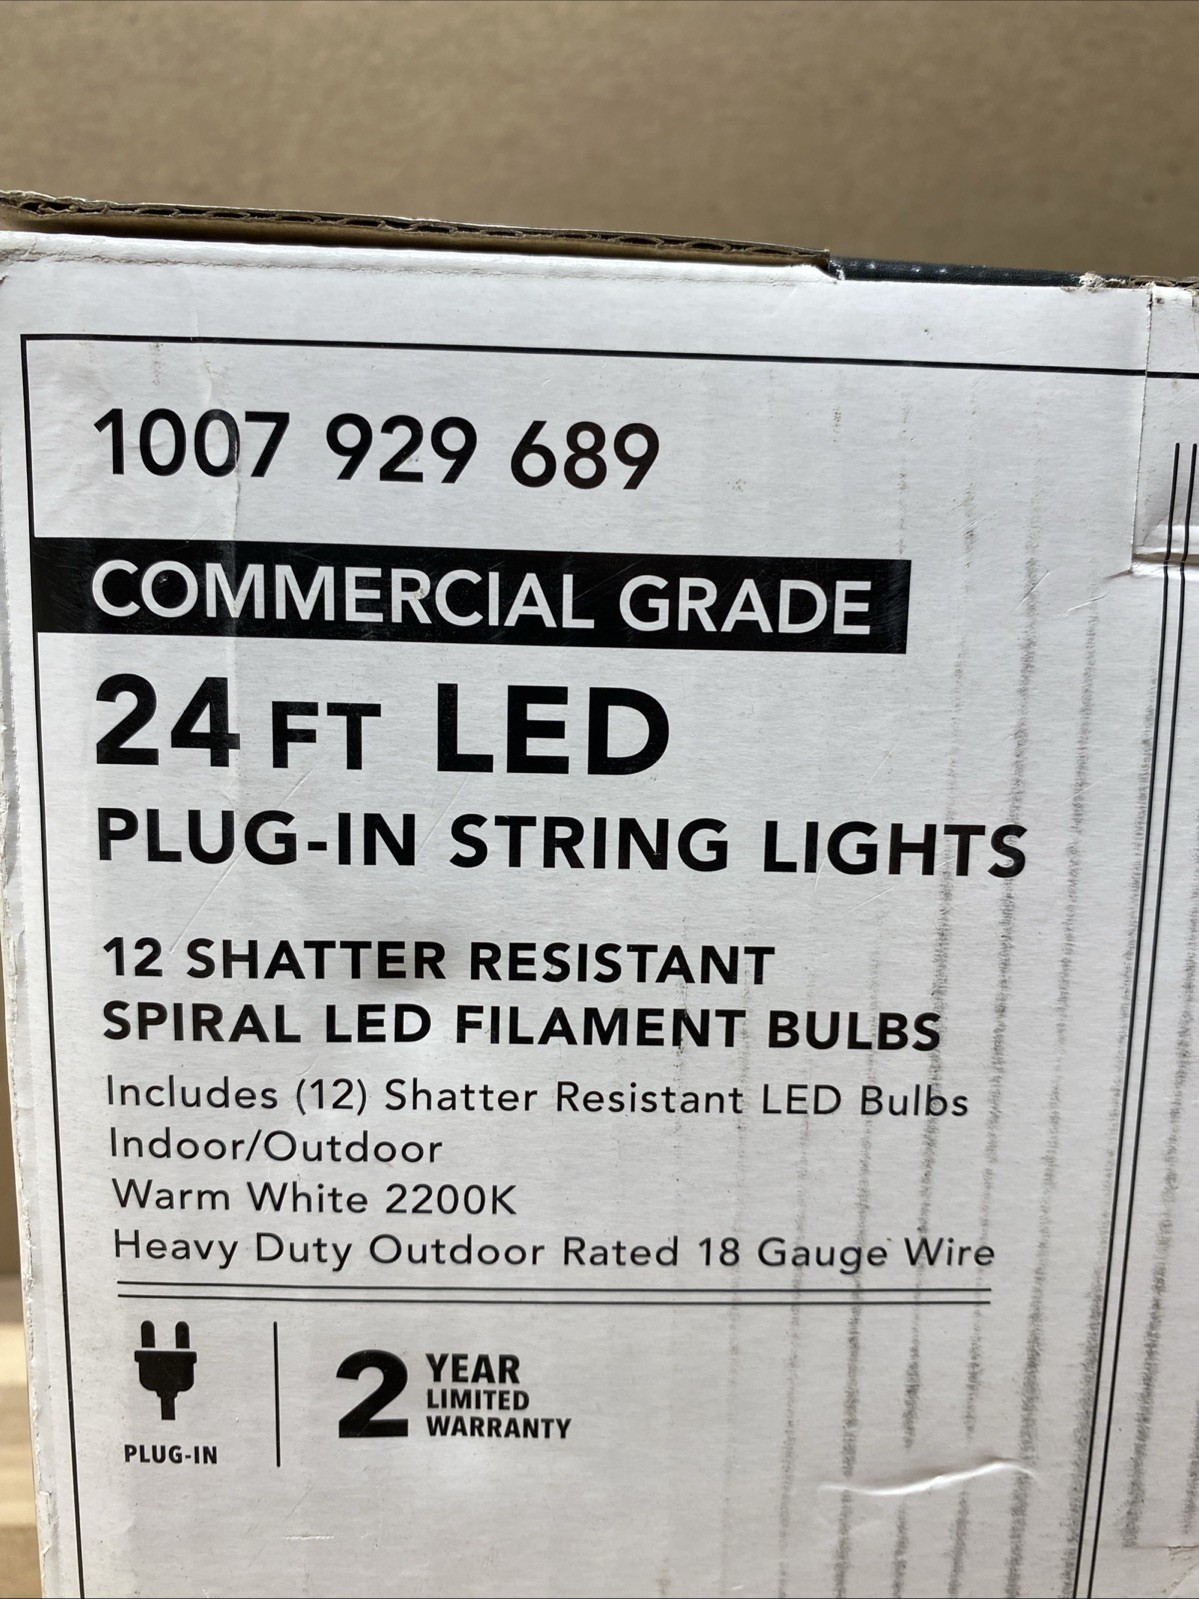 1007 929 689
COMMERCIAL GRADE
24 FT LED
PLUG-IN STRING LIGHTS
12 SHATTER RESISTANT
SPIRAL LED FILAMENT BULBS
Includes (12) Shatter Resistant LED Bulbs
Indoor/Outdoor
Warm White 2200K
Heavy Duty Outdoor Rated 18 Gauge Wire
PLUG-IN
2 YEAR
LIMITED
WARRANTY